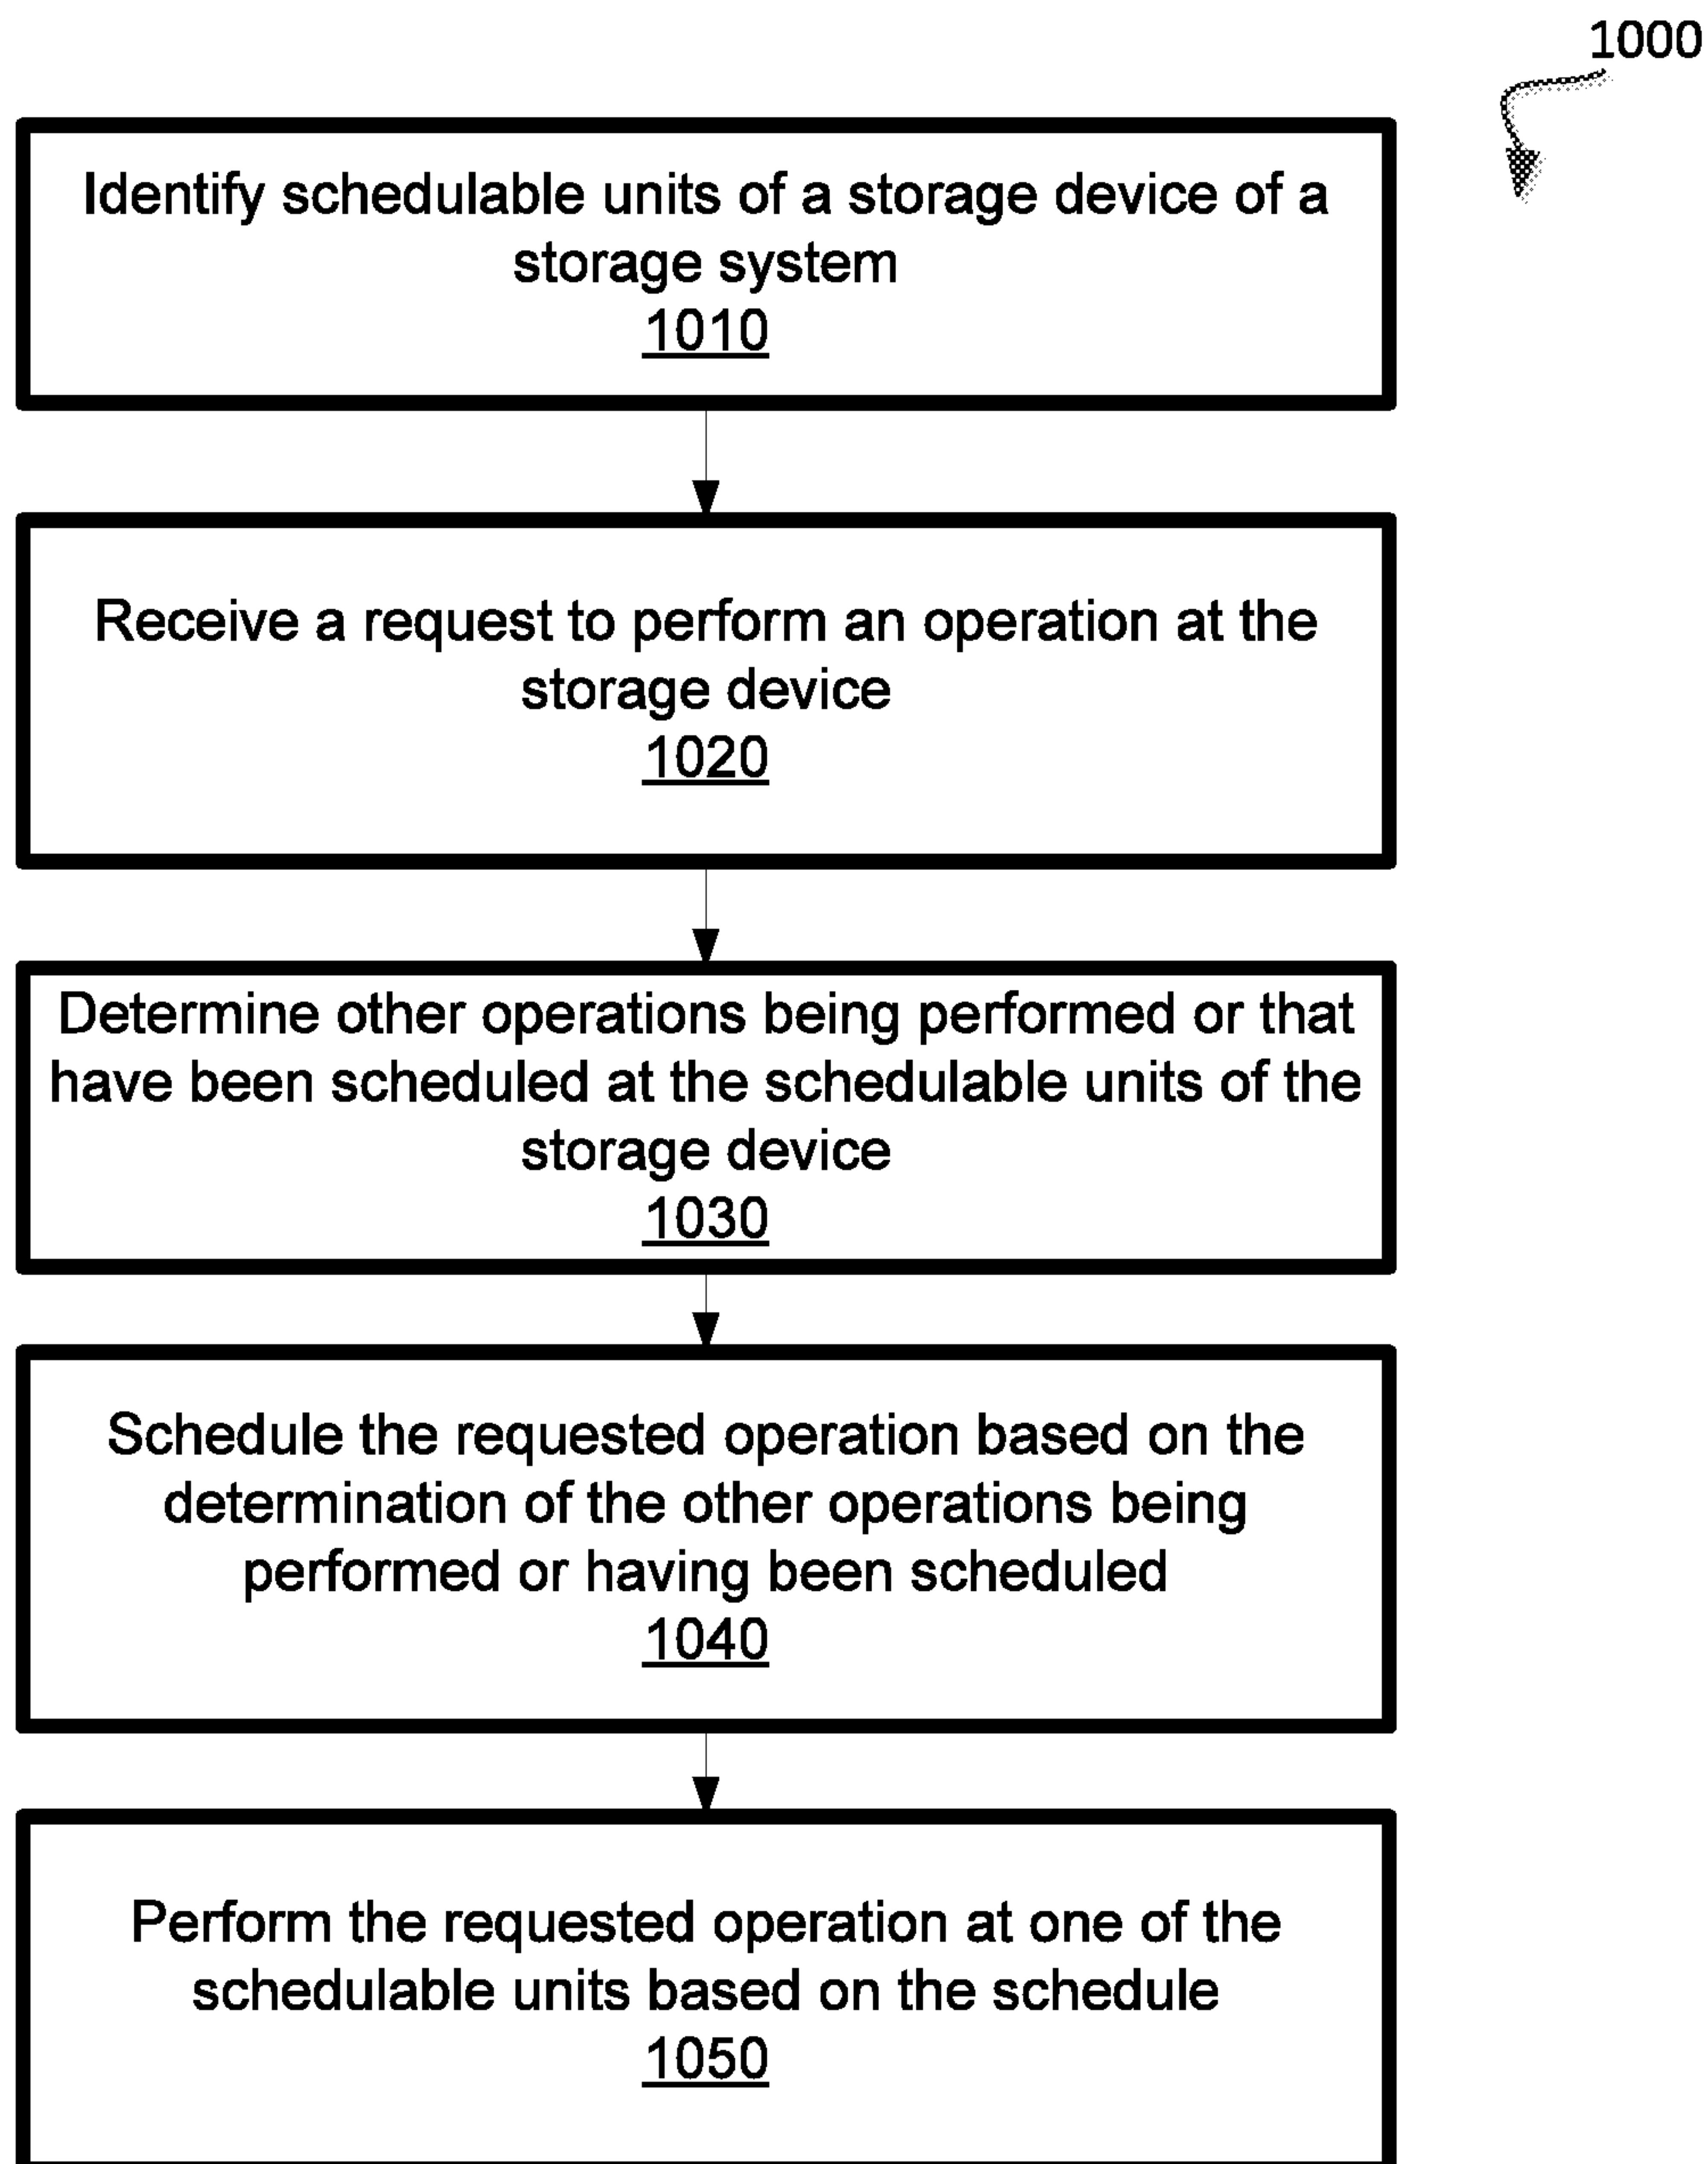 1000
Identify schedulable units of a storage device of a
storage system
1010
Receive a request to perform an operation at the
storage device
1020
Determine other operations being performed or that
have been scheduled at the schedulable units of the
storage device
1030
Schedule the requested operation based on the
determination of the other operations being
performed or having been scheduled
1040
Perform the requested operation at one of the
schedulable units based on the schedule
1050